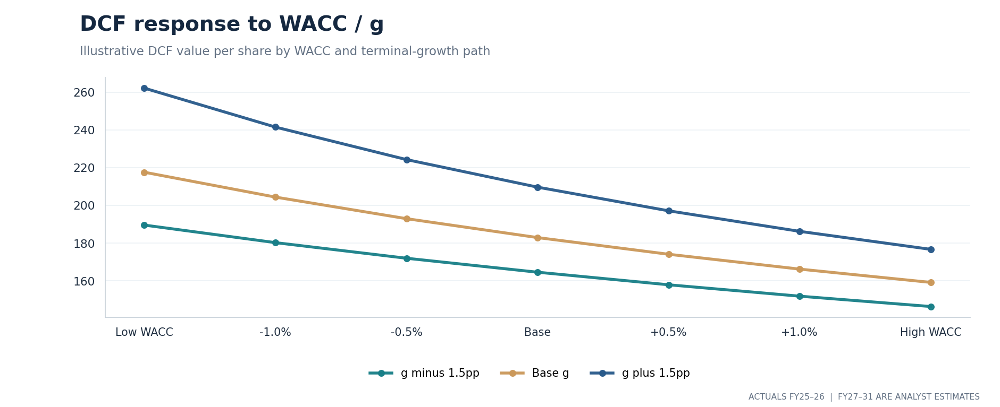 DCF response to WACC / g
Illustrative DCF value per share by WACC and terminal-growth path
260
240
220
200
180
160
Low WACC
-1.0%
-0.5%
Base
+0.5%
+1.0%
High WACC
g minus 1.5pp
Base g
g plus 1.5pp
ACTUALS FY25–26 | FY27–31 ARE ANALYST ESTIMATES